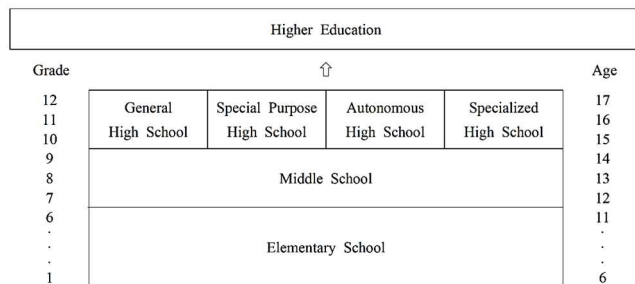 Higher Education
Grade ⇧ Age
12 General Special Purpose Autonomous Specialized 17
11 High School High School High School High School 16
10 15
9 14
8 Middle School 13
7 12
6 11
.
.
Elementary School
.
.
1 6